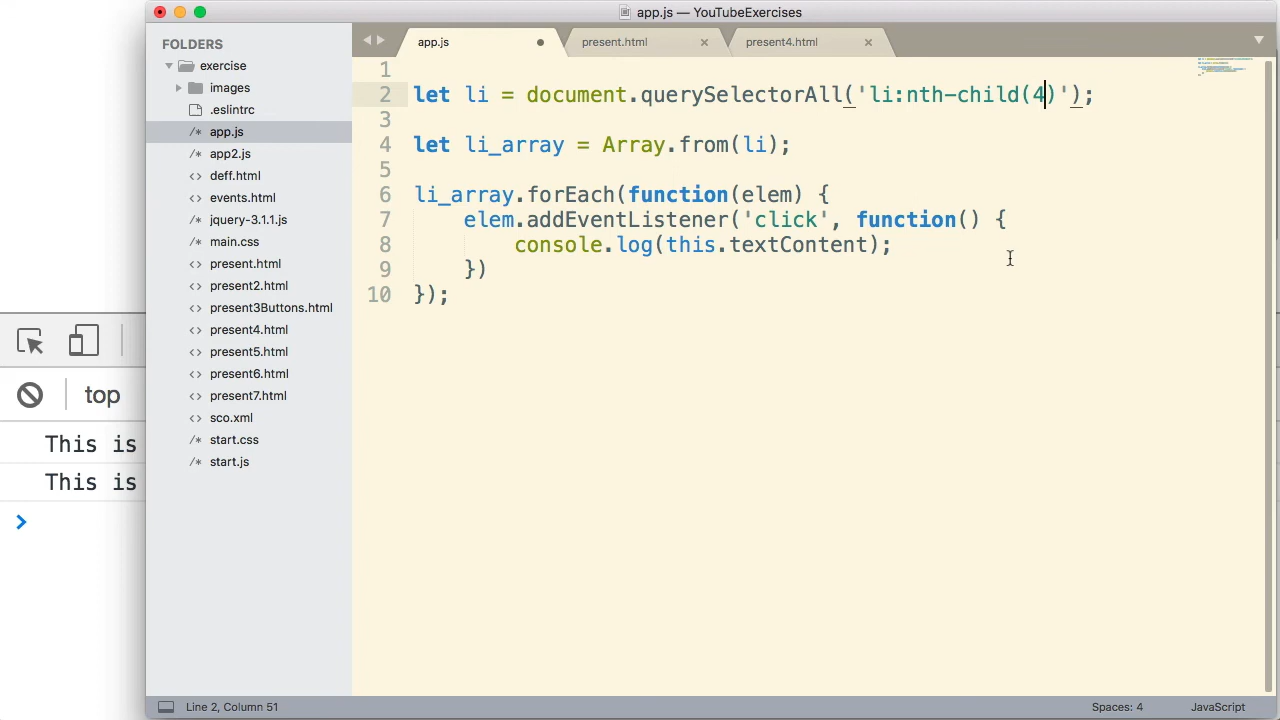 app.js — YouTubeExercises
FOLDERS
exercise
images
.eslintrc
/* app.js
/* app2.js
<> deff.html
<> events.html
/* jquery-3.1.1.js
/* main.css
<> present.html
<> present2.html
<> present3Buttons.html
<> present4.html
<> present5.html
<> present6.html
<> present7.html
<> sco.xml
/* start.css
/* start.js
app.js
present.html
present4.html
1
2 let li = document.querySelectorAll('li:nth-child(4)');
3
4 let li_array = Array.from(li);
5
6 li_array.forEach(function(elem) {
7 elem.addEventListener('click', function() {
8 console.log(this.textContent);
9 })
10 });
top
This is
This is
>
Line 2, Column 51
Spaces: 4
JavaScript